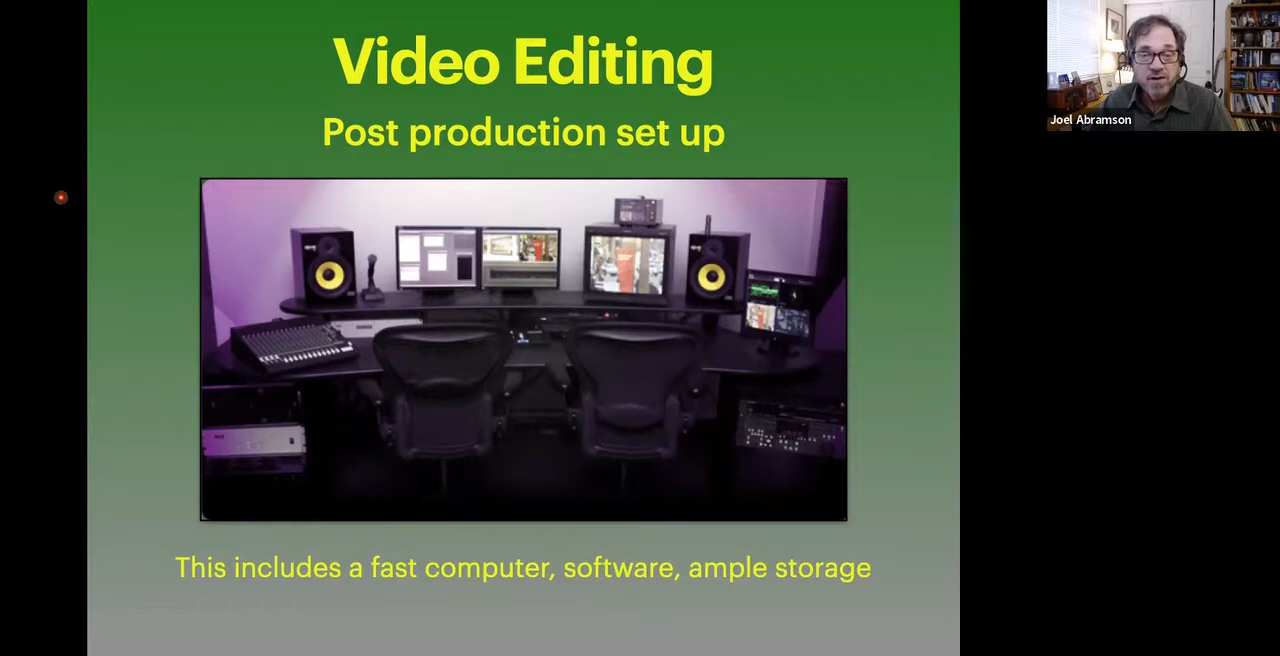 Video Editing
Post production set up
This includes a fast computer, software, ample storage
Joel Abramson